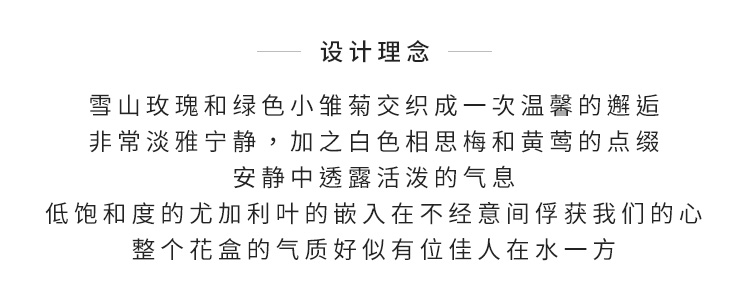 设计理念
雪山玫瑰和绿色小雏菊交织成一次温馨的邂逅
非常淡雅宁静，加之白色相思梅和黄莺的点缀
安静中透露活泼的气息
低饱和度的尤加利叶的嵌入在不经意间俘获我们的心
整个花盒的气质好似有位佳人在水一方